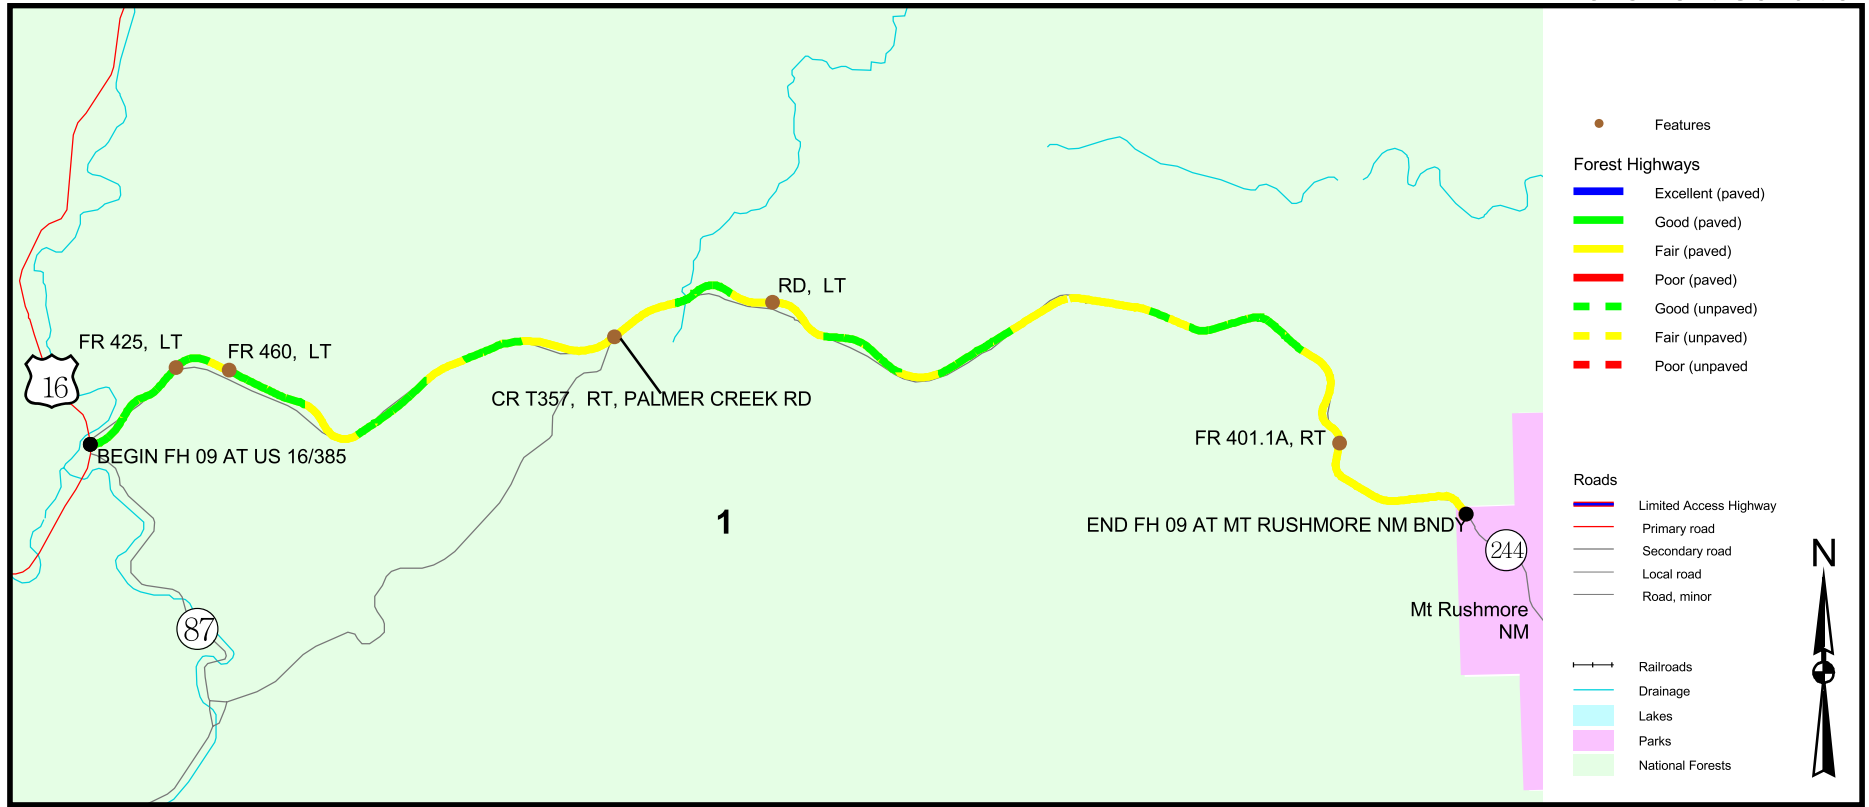 Features
Forest Highways
Excellent (paved)
Good (paved)
Fair (paved)
Poor (paved)
Good (unpaved)
Fair (unpaved)
Poor (unpaved
RD, LT
FR 425, LT
FR 460, LT
16
CR T357, RT, PALMER CREEK RD
FR 401.1A, RT
BEGIN FH 09 AT US 16/385
1
END FH 09 AT MT RUSHMORE NM BNDY
244
87
Mt Rushmore
NM
Roads
Limited Access Highway
Primary road
Secondary road
Local road
Road, minor
N
Railroads
Drainage
Lakes
Parks
National Forests